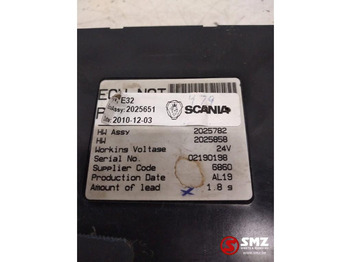 ECU NOT
E32
Assy: 2025651
2010-12-03
SCANIA
HW Assy 2025782
HW 2025858
Working Voltage 24V
Serial No. 02190198
Supplier Code 6860
Production Date AL19
Amount of lead 1.8 s
SMZ